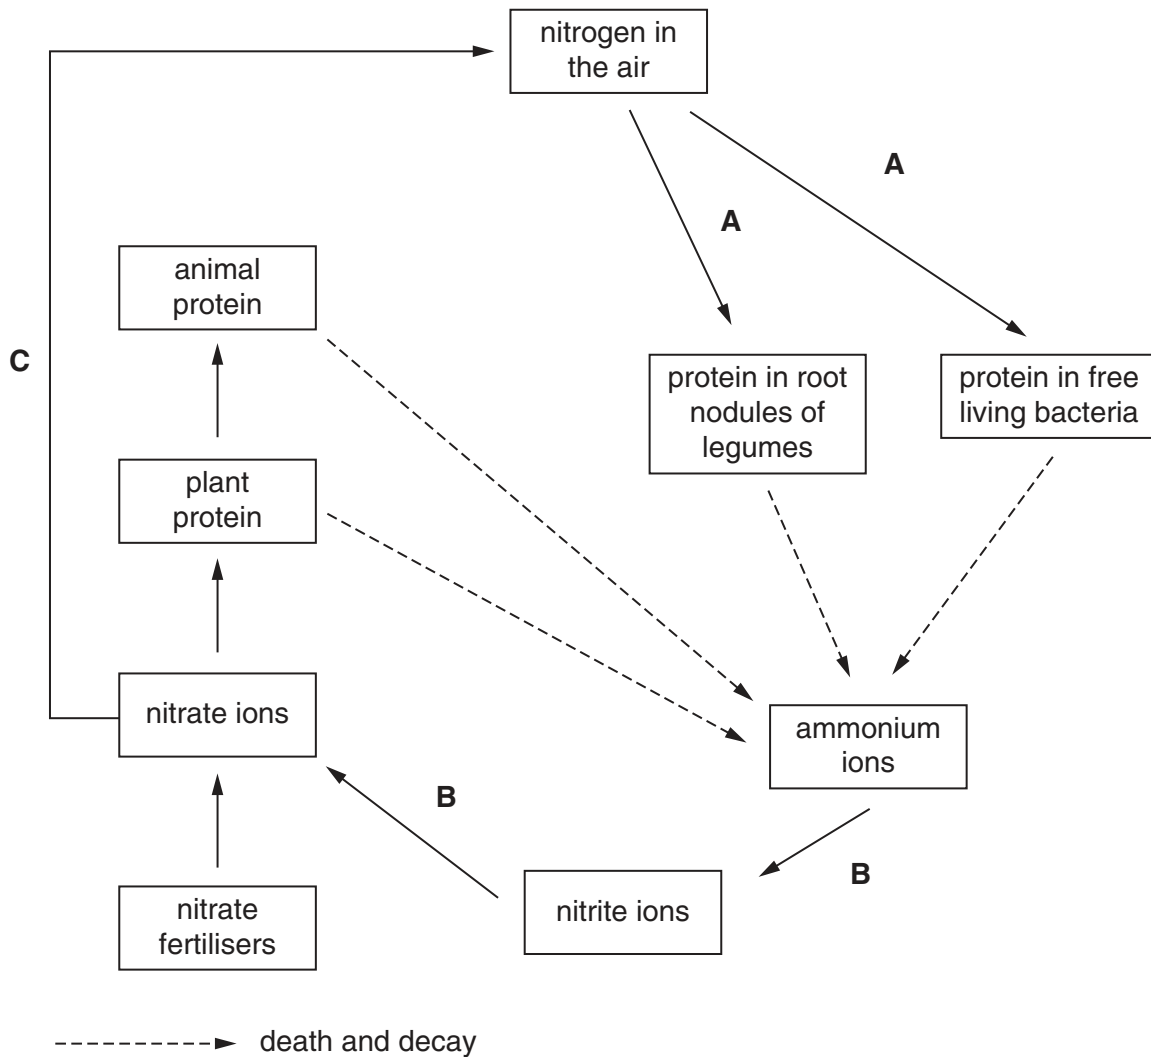 nitrogen in
the air
A
A
animal
protein
C
protein in root
nodules of
legumes
protein in free
living bacteria
plant
protein
nitrate ions
ammonium
ions
B
B
nitrate
fertilisers
nitrite ions
death and decay